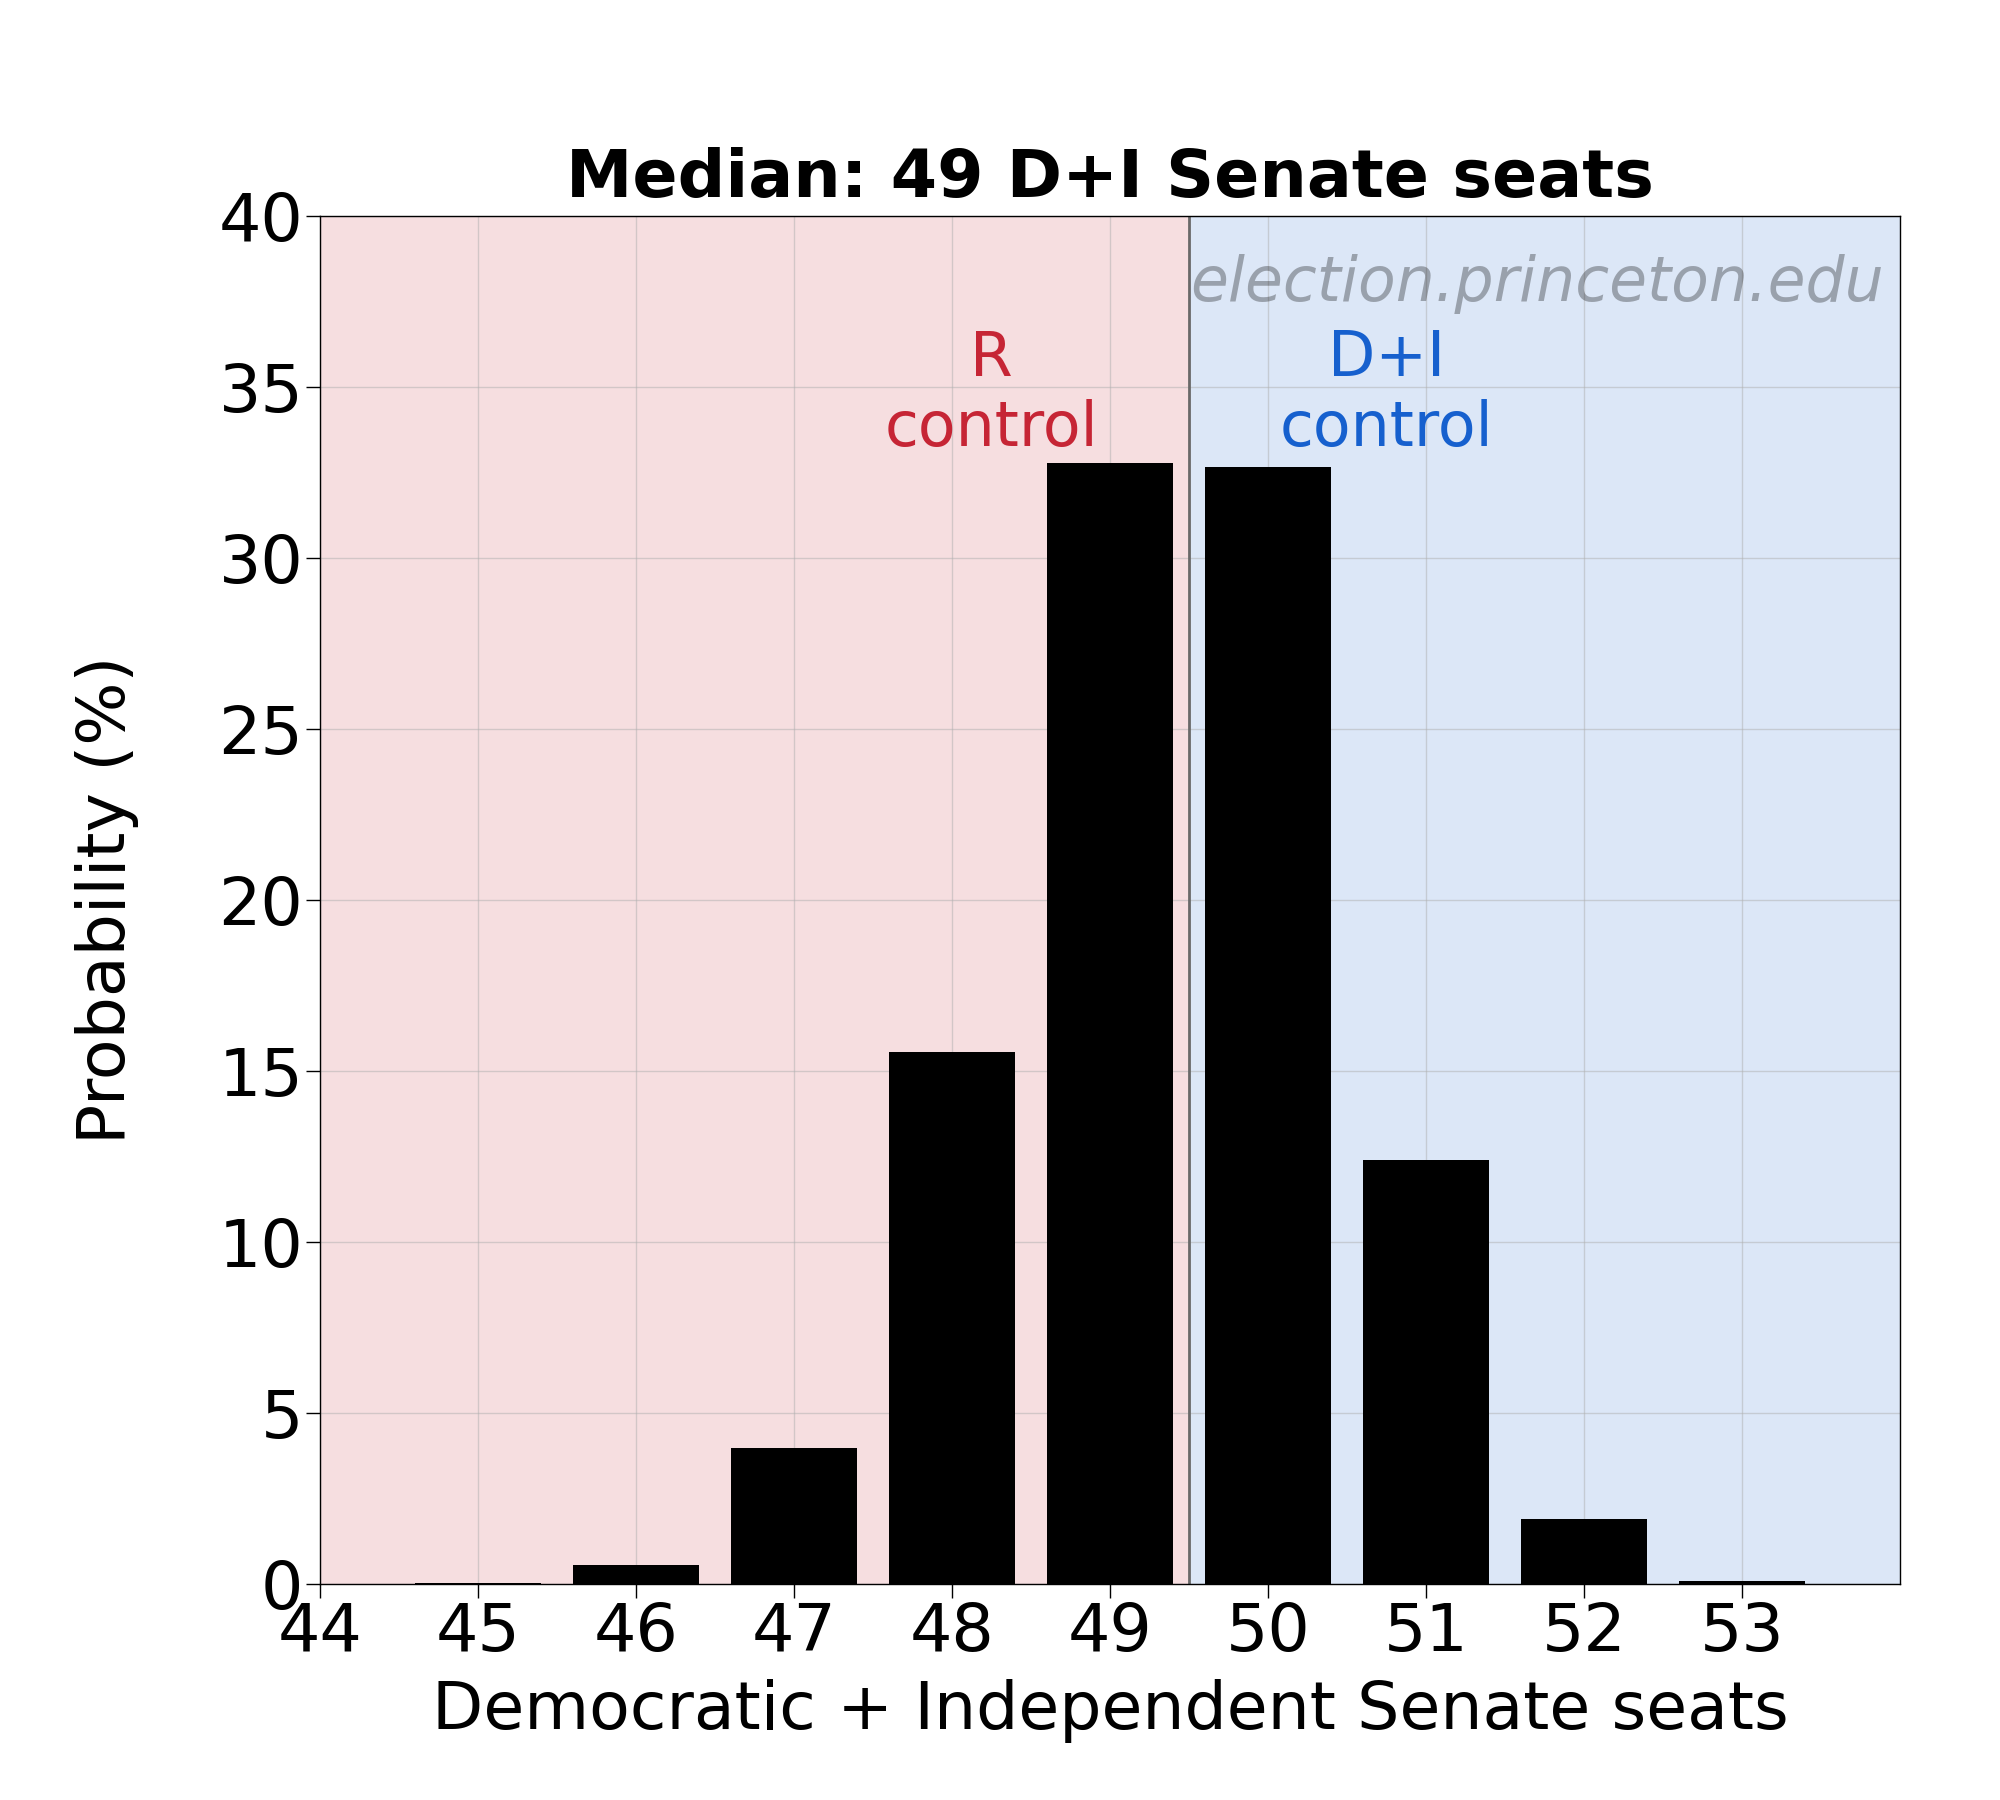 Median: 49 D+I Senate seats
election.princeton.edu
R
control
D+I
control
Probability (%)
40
35
30
25
20
15
10
5
0
44 45 46 47 48 49 50 51 52 53
Democratic + Independent Senate seats